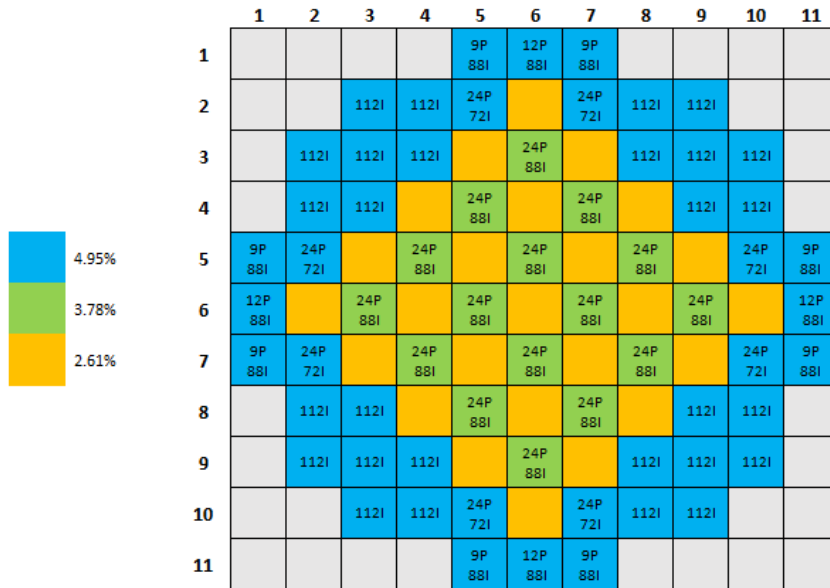 1 2 3 4 5 6 7 8 9 10 11
1 9P 12P 9P
88I 88I 88I
2 112I 112I 24P 24P 112I 112I
72I 72I
3 112I 112I 112I 24P 112I 112I 112I
88I
4 112I 112I 24P 24P 112I 112I
88I 88I
4.95%
5 9P 24P 24P 24P 24P 24P 9P
88I 72I 88I 88I 88I 72I 88I
3.78%
6 12P 24P 24P 24P 24P 12P
88I 88I 88I 88I 88I 88I
2.61%
7 9P 24P 24P 24P 24P 24P 9P
88I 72I 88I 88I 88I 72I 88I
8 112I 112I 24P 24P 112I 112I
88I 88I
9 112I 112I 112I 24P 112I 112I 112I
88I
10 112I 112I 24P 24P 112I 112I
72I 72I
11 9P 12P 9P
88I 88I 88I